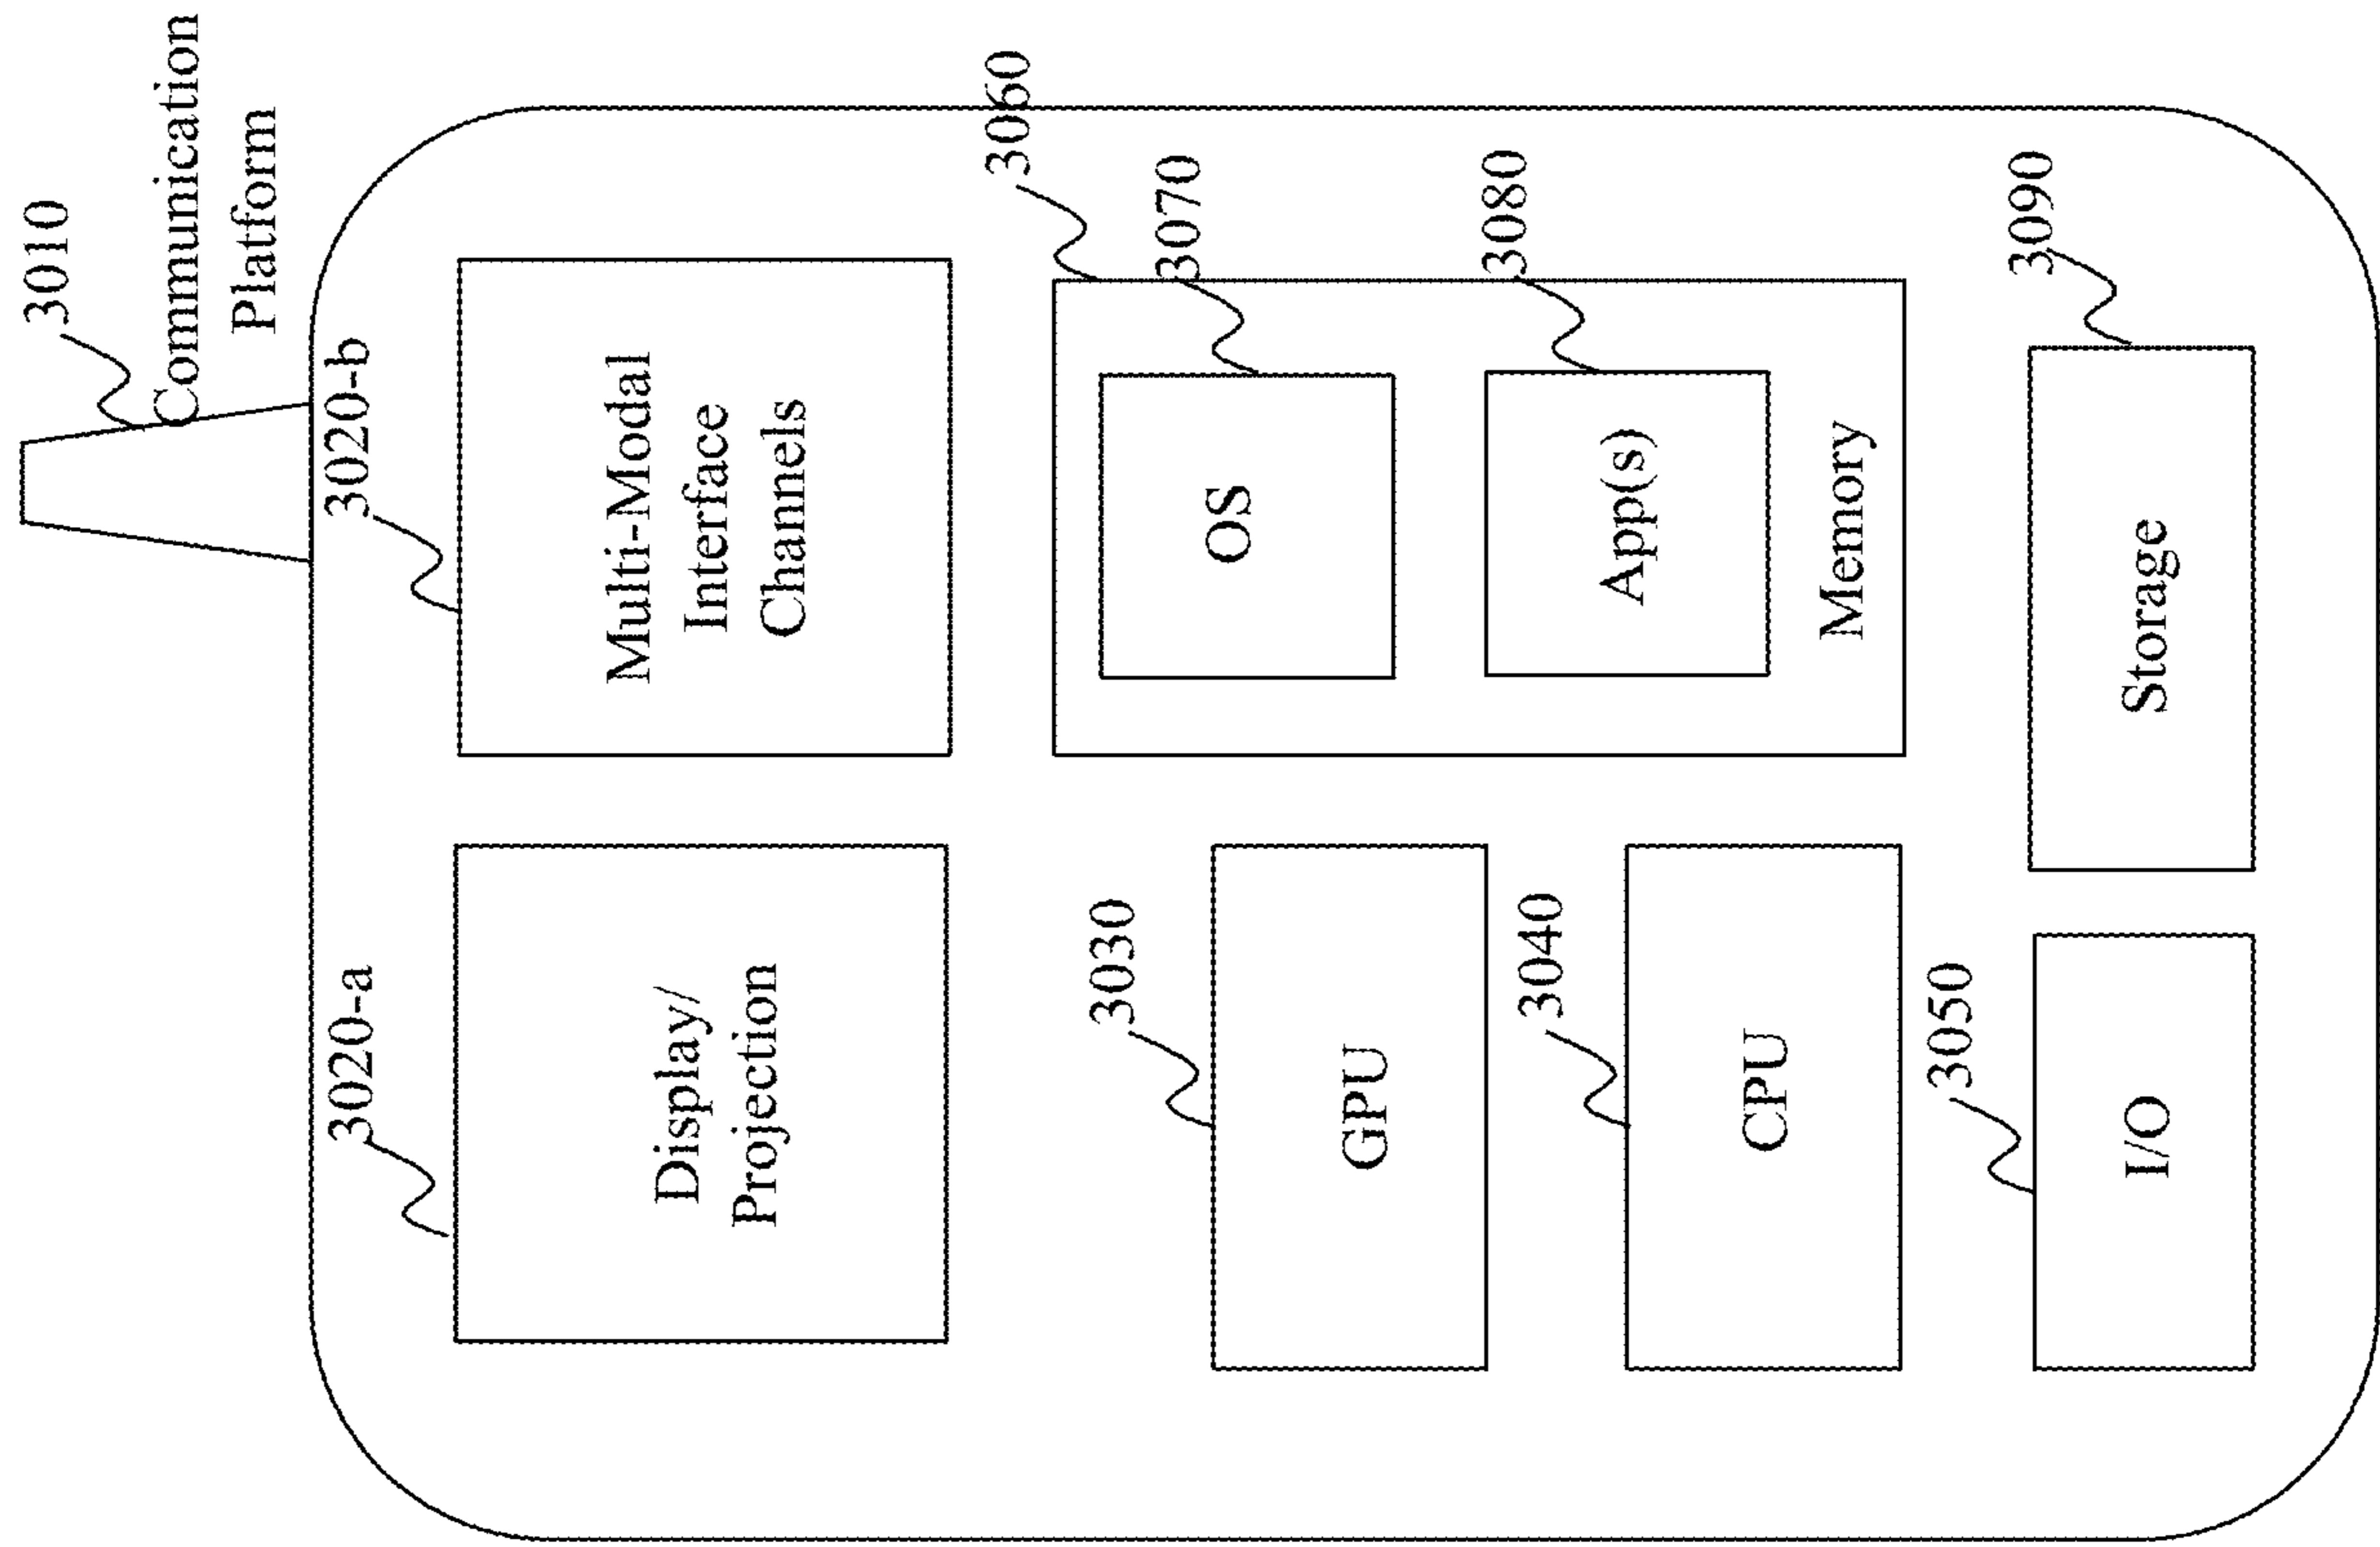 3010
Communication
Platform
3020-a
3020-b
Display/
Projection
Multi-Modal
Interface
Channels
3060
3030
3070
OS
GPU
3080
3040
App(s)
CPU
Memory
3050
3090
I/O
Storage